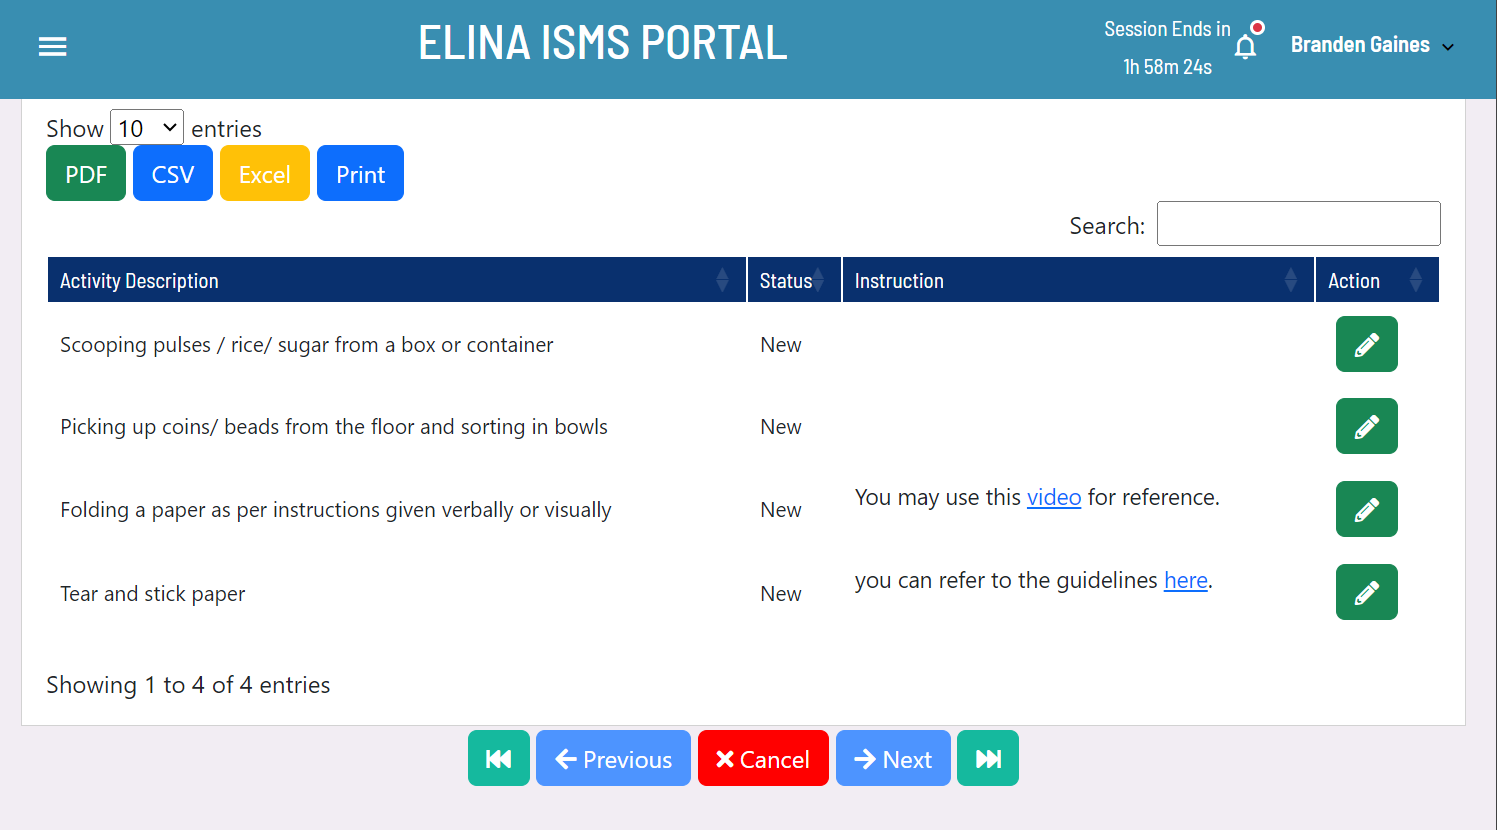 ELINA ISMS PORTAL
Session Ends in
1h 58m 24s
Branden Gaines
Show 10 entries
PDF CSV Excel Print
Search:
Activity Description Status Instruction Action
Scooping pulses / rice/ sugar from a box or container New
Picking up coins/ beads from the floor and sorting in bowls New
Folding a paper as per instructions given verbally or visually New You may use this video for reference.
Tear and stick paper New you can refer to the guidelines here.
Showing 1 to 4 of 4 entries
Previous Cancel Next